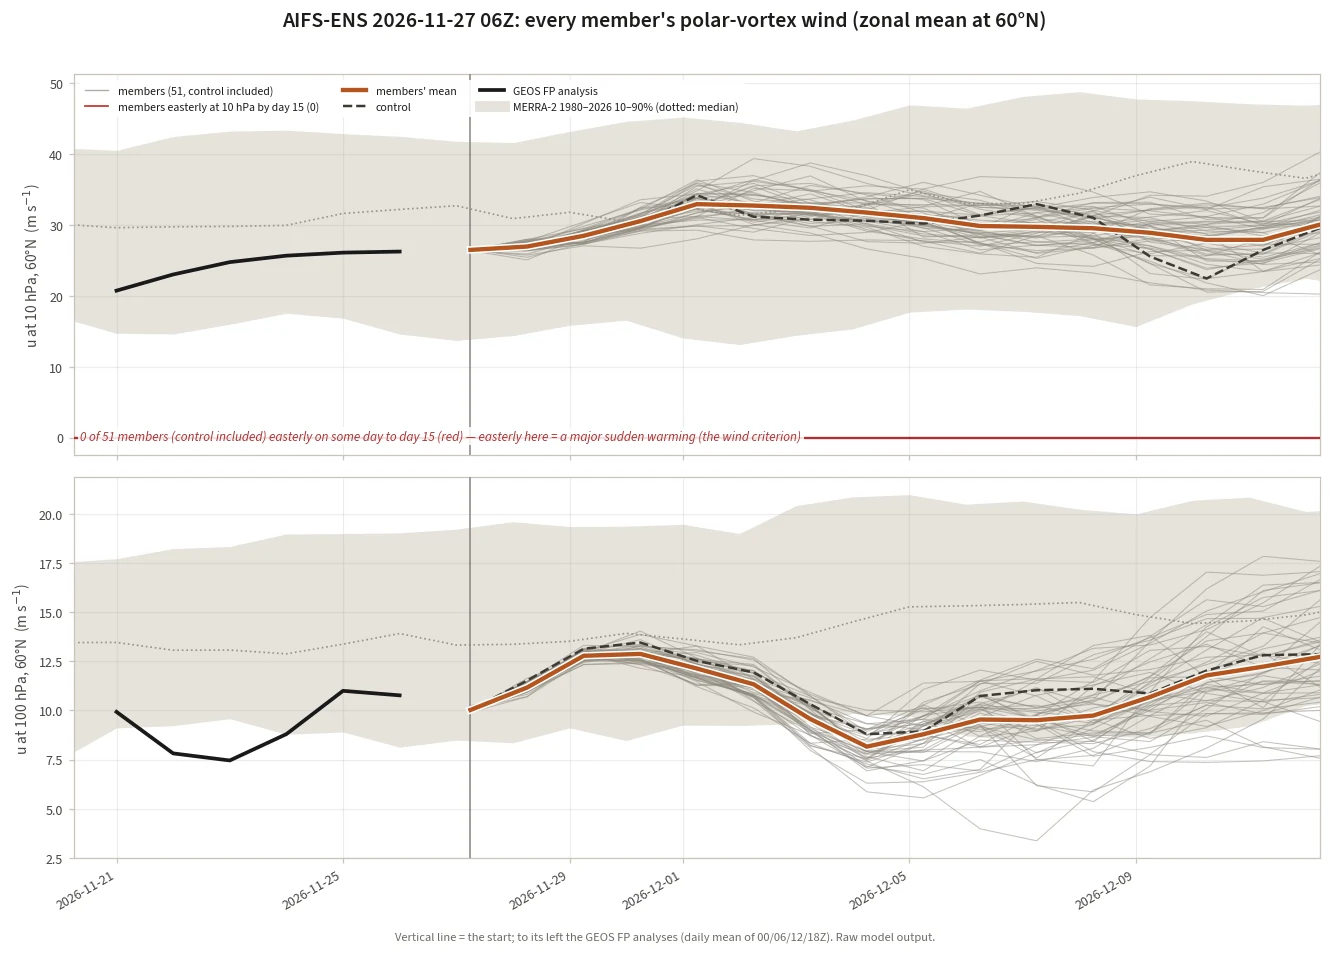 AIFS-ENS 2026-11-27 06Z: every member's polar-vortex wind (zonal mean at 60°N)
members (51, control included)
members easterly at 10 hPa by day 15 (0)
members' mean
control
GEOS FP analysis
MERRA-2 1980–2026 10–90% (dotted: median)
u at 10 hPa, 60°N (m s⁻¹)
50
40
30
20
10
0
0 of 51 members (control included) easterly on some day to day 15 (red) — easterly here = a major sudden warming (the wind criterion)
u at 100 hPa, 60°N (m s⁻¹)
20.0
17.5
15.0
12.5
10.0
7.5
5.0
2.5
2026-11-21
2026-11-25
2026-11-29
2026-12-01
2026-12-05
2026-12-09
Vertical line = the start; to its left the GEOS FP analyses (daily mean of 00/06/12/18Z). Raw model output.